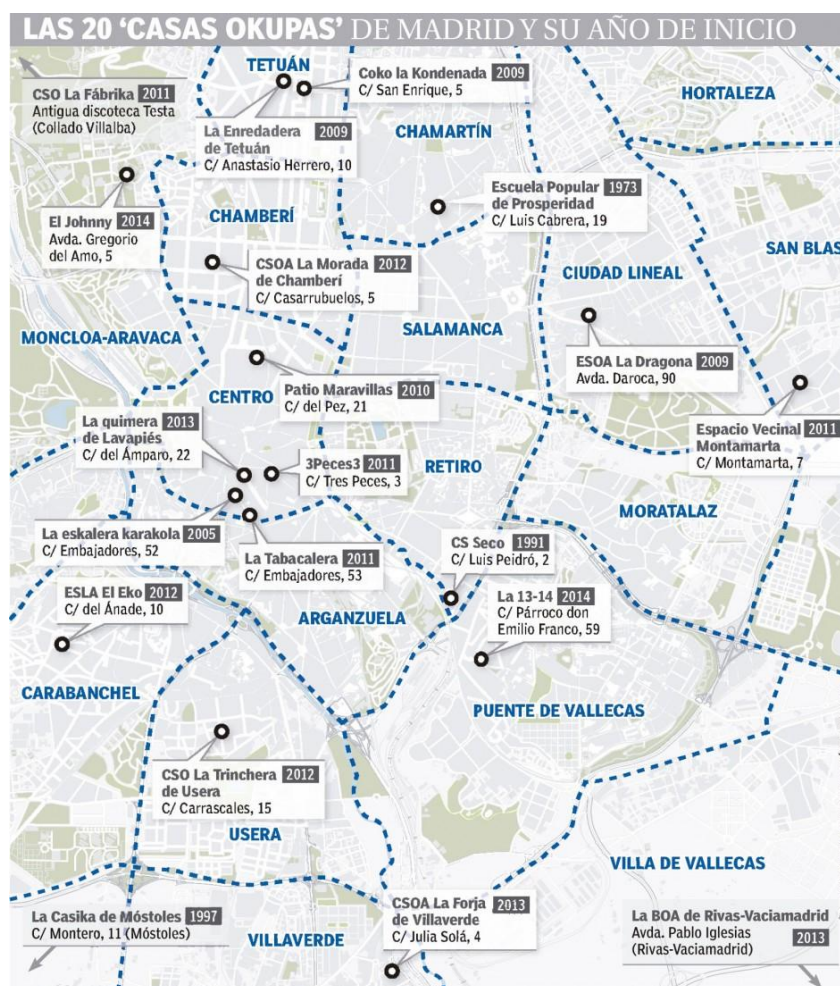 LAS 20 ‘CASAS OKUPAS’ DE MADRID Y SU AÑO DE INICIO
TETUÁN
CSO La Fábrika 2011
Antigua discoteca Testa
(Collado Villalba)
Coko la Kondenada 2009
C/ San Enrique, 5
HORTALEZA
La Enredadera 2009
de Tetuán
C/ Anastasio Herrero, 10
CHAMARTÍN
Escuela Popular 1973
de Prosperidad
C/ Luis Cabrera, 19
El Johnny 2014
Avda. Gregorio
del Amo, 5
CHAMBERÍ
SAN BLAS
CSOA La Morada 2012
de Chamberí
C/ Casarrubuelos, 5
CIUDAD LINEAL
MONCLOA-ARAVACA
SALAMANCA
ESOA La Dragona 2009
Avda. Daroca, 90
CENTRO
Patio Maravillas 2010
C/ del Pez, 21
La quimera 2013
de Lavapiés
C/ del Ámparo, 22
Espacio Vecinal 2011
Montamarta
C/ Montamarta, 7
3Peces3 2011
C/ Tres Peces, 3
RETIRO
MORATALAZ
La eskalera karakola
C/ Embajadores, 52 2005
La Tabacalera 2011
C/ Embajadores, 53
CS Seco 1991
C/ Luis Peidró, 2
ESLA El Eko 2012
C/ del Ánade, 10
ARGANZUELA
La 13-14 2014
C/ Párroco don
Emilio Franco, 59
CARABANCHEL
PUENTE DE VALLECAS
CSO La Trinchera 2012
de Usera
C/ Carrascales, 15
USERA
VILLA DE VALLECAS
La Casika de Móstoles 1997
C/ Montero, 11 (Móstoles)
CSOA La Forja 2013
de Villaverde
C/ Julia Solá, 4
VILLAVERDE
La BOA de Rivas-Vaciamadrid
Avda. Pablo Iglesias 2013
(Rivas-Vaciamadrid)